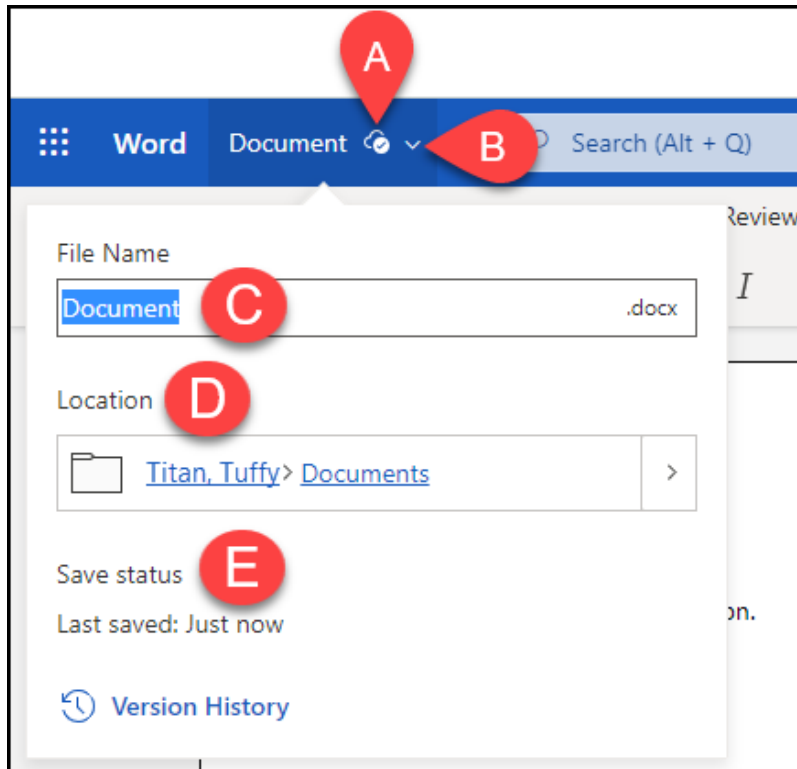 A
Word Document B Search (Alt + Q)
Review
File Name
Document C .docx
I
Location D
Titan, Tuffy> Documents >
Save status E
Last saved: Just now
on.
Version History